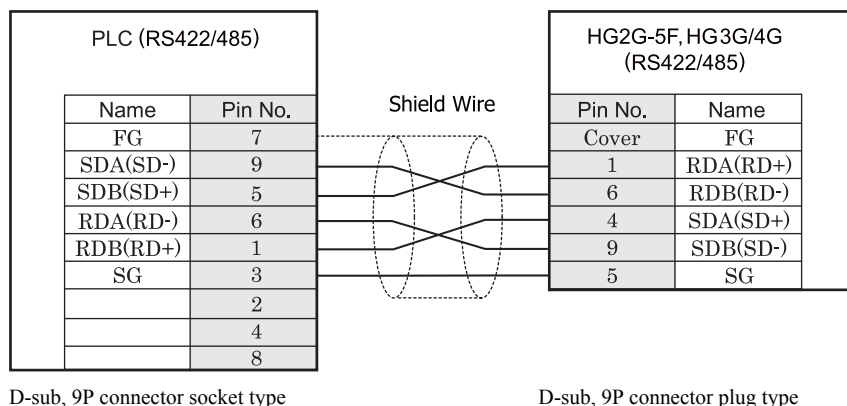 PLC (RS422/485)
HG2G-5F, HG3G/4G
(RS422/485)
Shield Wire
Name Pin No.
FG 7
SDA(SD-) 9
SDB(SD+) 5
RDA(RD-) 6
RDB(RD+) 1
SG 3
2
4
8
Pin No. Name
Cover FG
1 RDA(RD+)
6 RDB(RD-)
4 SDA(SD+)
9 SDB(SD-)
5 SG
D-sub, 9P connector socket type
D-sub, 9P connector plug type